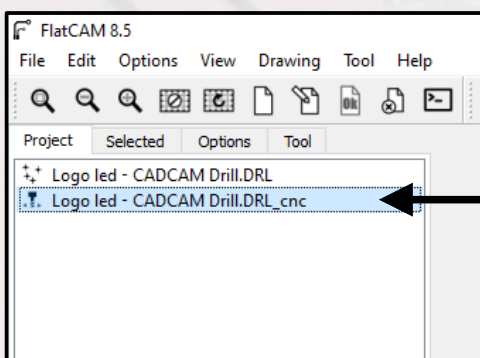 FlatCAM 8.5
File Edit Options View Drawing Tool Help
Ok
Project Selected Options Tool
Logo led - CADCAM Drill.DRL
Logo led - CADCAM Drill.DRL_cnc